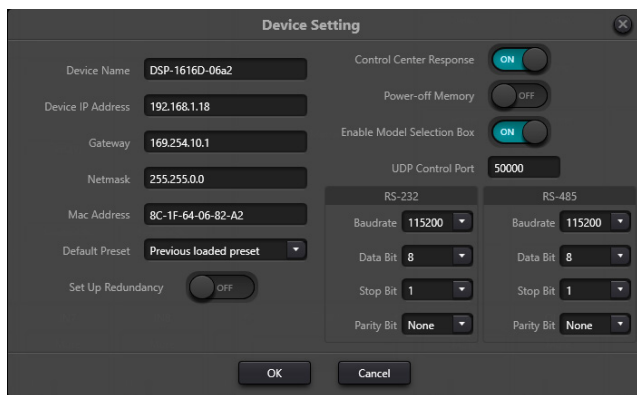 Device Setting
Device Name DSP-1616D-06a2
Device IP Address 192.168.1.18
Gateway 169.254.10.1
Netmask 255.255.0.0
Mac Address 8C-1F-64-06-82-A2
Default Preset Previous loaded preset
Set Up Redundancy OFF
Control Center Response ON
Power-off Memory OFF
Enable Model Selection Box ON
UDP Control Port 50000
RS-232
Baudrate 115200
Data Bit 8
Stop Bit 1
Parity Bit None
RS-485
Baudrate 115200
Data Bit 8
Stop Bit 1
Parity Bit None
OK Cancel